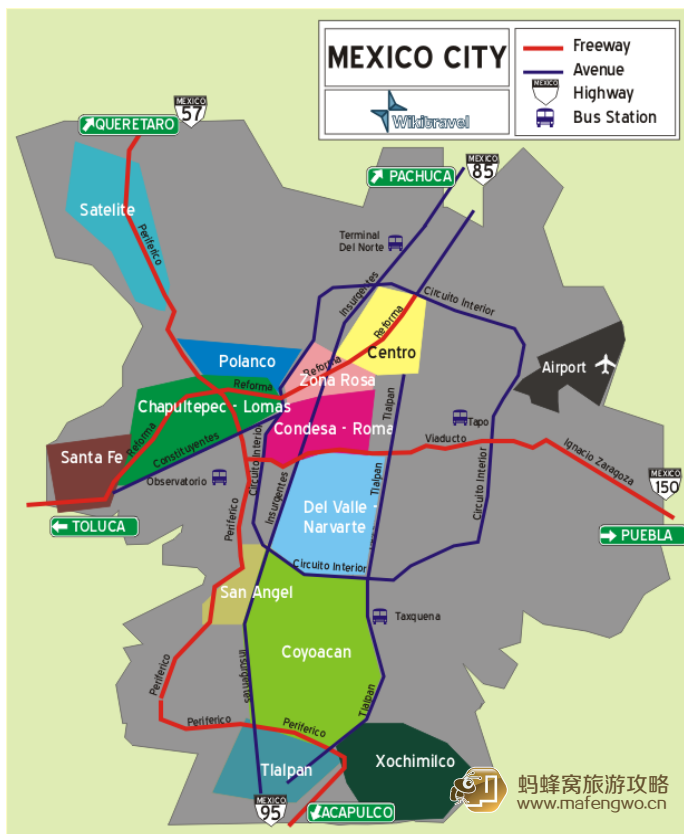 MEXICO CITY
Wikitravel
Freeway
Avenue
Highway
Bus Station
MEXICO
57
QUERETARO
MEXICO
85
PACHUCA
Satelite
Periferico
Terminal
Del Norte
Insurgentes
Circuito Interior
Reforma
Centro
Polanco
Reforma
Zona Rosa
Airport
Reforma
Chapultepec - Lomas
Tlalpan
Condesa - Roma
Tapo
Reforma
Constituyentes
Circuito Interior
Viaducto
Ignacio Zaragoza
Santa Fe
Observatorio
Tlalpan
Circuito Interior
MEXICO
150
Insurgentes
Del Valle -
Narvarte
TOLUCA
Periferico
PUEBLA
Circuito Interior
San Angel
Taxquena
Coyoacan
Periferico
Insurgentes
Tlalpan
Periferico
Periferico
Tlalpan
Xochimilco
MEXICO
95
ACAPULCO
蚂蜂窝旅游攻略
www.mafengwo.cn